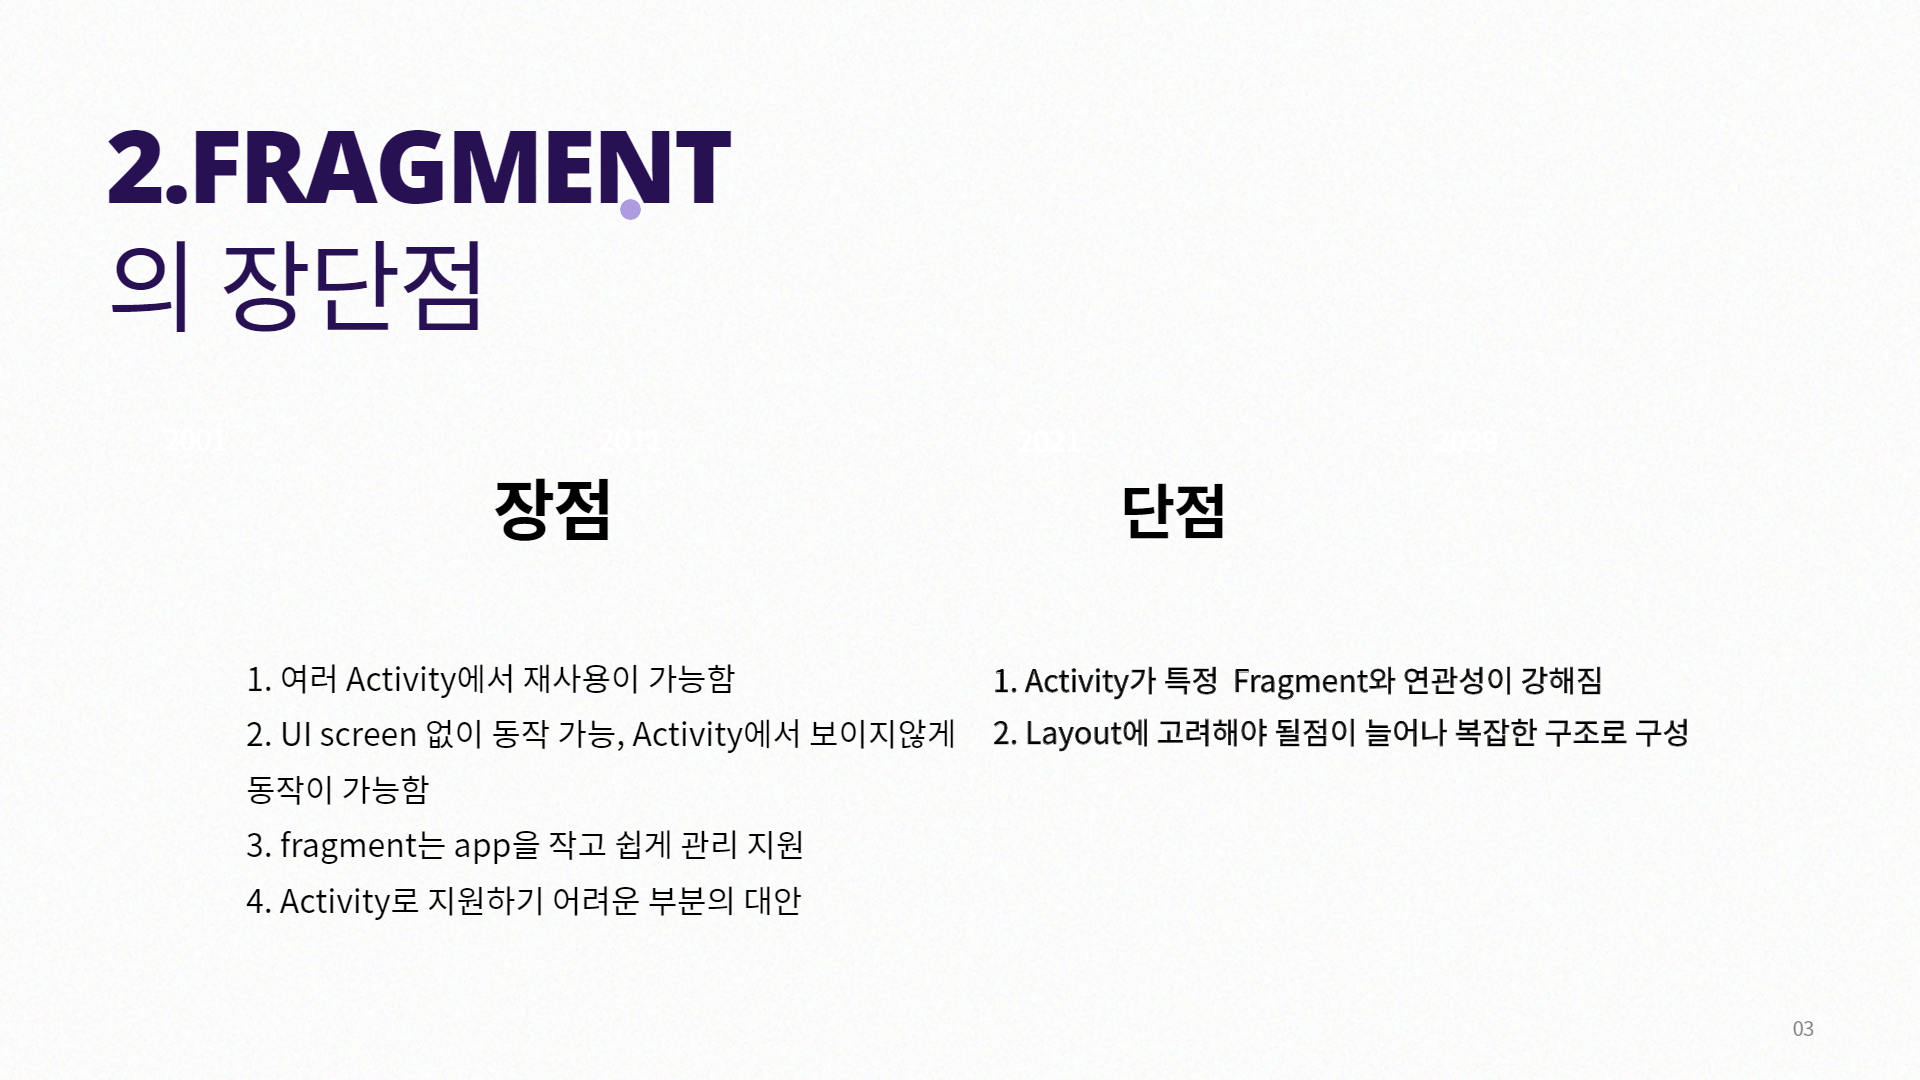 2.FRAGMENT
의 장단점
2001
2021
장점
단점
1. 여러 Activity에서 재사용이 가능함
2. UI screen 없이 동작 가능, Activity에서 보이지않게
동작이 가능함
3. fragment는 app을 작고 쉽게 관리 지원
4. Activity로 지원하기 어려운 부분의 대안
1. Activity가 특정  Fragment와 연관성이 강해짐
2. Layout에 고려해야 될점이 늘어나 복잡한 구조로 구성
03